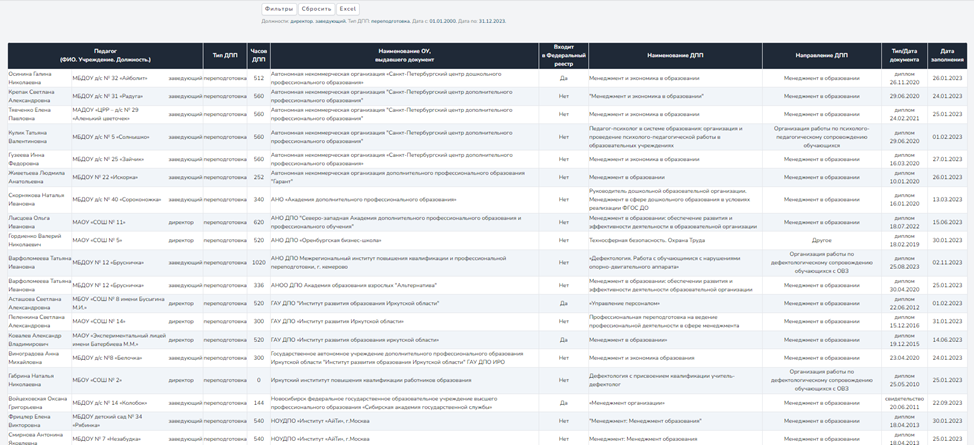 Фильтры Сбросить Excel
Должности: директор, заведующий. Тип ДПП: переподготовка. Дата с: 01.01.2000. Дата по: 31.12.2023.
Педагог (ФИО. Учреждение. Должность.) Тип ДПП Часов ДПП Наименование ОУ, выдавшего документ Входит в Федеральный реестр Наименование ДПП Направление ДПП Тип/Дата документа Дата заполнения
Осинина Галина Николаевна МБДОУ д/с № 32 «Айболит» заведующий переподготовка 512 Автономная некоммерческая организация «Санкт-Петербургский центр дошкольного профессионального образования» Да Менеджмент и экономика в образовании Менеджмент в образовании диплом 26.11.2020 26.01.2023
Крепак Светлана Александровна МБДОУ д/с № 31 «Радуга» заведующий переподготовка 560 Автономная некоммерческая организация "Санкт-Петербургский центр дополнительного профессионального образования" Нет "Менеджмент и экономика в образовании" Менеджмент в образовании 29.06.2020 24.01.2023
Темченко Елена Павловна МАДОУ «ЦРР – д/с № 29 «Аленький цветочек» заведующий переподготовка 560 Автономная некоммерческая организация "Санкт-Петербургский центр дополнительного профессионального образования" Нет Менеджмент и экономика в образовании Менеджмент в образовании диплом 24.02.2021 25.01.2023
Кулик Татьяна Валентиновна МБДОУ д/с № 5 «Солнышко» заведующий переподготовка 560 Автономная некоммерческая организация "Санкт-Петербургский центр дополнительного профессионального образования" Нет Педагог-психолог в системе образования: организация и проведение психолого-педагогической работы в образовательных учреждениях Организация работы по психолого-педагогическому сопровождению обучающихся диплом 29.06.2020 01.02.2023
Гузеева Инна Федоровна МБДОУ д/с № 25 «Зайчик» заведующий переподготовка 560 Автономная некоммерческая организация «Санкт-Петербургский центр дополнительного профессионального образования» Нет Менеджмент и экономика в образовании Менеджмент в образовании диплом 16.03.2020 27.01.2023
Живетьева Людмила Анатольевна МБДОУ № 22 «Искорка» заведующий переподготовка 252 Автономная некоммерческая организация дополнительного профессионального образования "Гарант" Нет Менеджмент в образовании Менеджмент в образовании диплом 10.01.2020 26.01.2023
Скорнякова Наталья Ивановна МБДОУ д/с № 40 «Сороконожка» заведующий переподготовка 340 АНО «Академия дополнительного профессионального образования» Нет Руководитель дошкольной образовательной организации. Менеджмент в сфере дошкольного образования в условиях реализации ФГОС ДО Менеджмент в образовании диплом 16.01.2020 13.03.2023
Лысцова Ольга Ивановна МАОУ «СОШ № 11» директор переподготовка 620 АНО ДПО "Северо-западная Академия дополнительного профессионального образования и профессионального обучения" Нет Менеджмент в образовании: обеспечение развития и эффективности деятельности в образовательной организации Менеджмент в образовании диплом 18.07.2022 15.06.2023
Гордиенко Валерий Николаевич МАОУ «СОШ № 5» директор переподготовка 520 АНО ДПО «Оренбургская бизнес-школа» Нет Техносферная безопасность. Охрана Труда Другое диплом 18.02.2019 30.01.2023
Варфоломеева Татьяна Ивановна МБДОУ № 12 «Брусничка» заведующий переподготовка 1020 АНО ДПО Межрегиональный институт повышения квалификации и профессиональной переподготовки, г. кемерово Нет «Дефектология. Работа с обучающимися с нарушениями опорно-двигательного аппарата» Организация работы по дефектологическому сопровождению обучающихся с ОВЗ диплом 25.08.2023 02.11.2023
Варфоломеева Татьяна Ивановна МБДОУ № 12 «Брусничка» заведующий переподготовка 336 АНОО ДПО Академия образования взрослых "Альтернатива" Нет Менеджмент в образовании: обеспечение развития и эффективности деятельности образовательной организации Менеджмент в образовании диплом 30.04.2020 25.01.2023
Асташова Светлана Александровна МБОУ «СОШ № 8 имени Бусыгина М.И.» директор переподготовка 520 ГАУ ДПО "Институт развития образования Иркутской области" Да «Управление персоналом» Менеджмент в образовании диплом 22.06.2012 01.02.2023
Пеленкина Светлана Александровна МАОУ «СОШ № 14» директор переподготовка 300 ГАУ ДПО «Институт развития Иркутской области» Нет Профессиональная переподготовка на ведение профессиональной деятельности в сфере менеджмента Менеджмент в образовании диплом 15.12.2016 31.01.2023
Ковалев Александр Владимирович МАОУ «Экспериментальный лицей имени Батербиева М.М.» директор переподготовка 520 ГАУ ДПО "Институт развития образования иркутской области" Да Менеджмент в образовании» Менеджмент в образовании диплом 19.12.2015 14.06.2023
Виноградова Анна Михайловна МБДОУ д/с №8 «Белочка» заведующий переподготовка 300 Государственное автономное учреждение дополнительного профессионального образования Иркутской области "Институт развития образования Иркутской области" ГАУ ДПО ИРО Нет Менеджмент и экономика образования Менеджмент в образовании 23.04.2020 24.01.2023
Габрина Наталья Николаевна МБОУ «СОШ № 2» директор переподготовка 0 Иркутский инститиут повышения квалификации работников образования Нет Дефектология с присвоением квалификации учитель-дефектолог Организация работы по дефектологическому сопровождению обучающихся с ОВЗ диплом 25.05.2010 25.01.2023
Войцеховская Оксана Григорьевна МБДОУ д/с № 14 «Колобок» заведующий переподготовка 144 Новосибирск федеральное государственное образовательное учреждение высшего профессионального образования «Сибирская академия государственной службы» Да «Менеджмент организации» Менеджмент в образовании свидетельство 20.06.2011 22.09.2023
Фрицлер Елена Викторовна МБДОУ детский сад № 34 «Рябинка» заведующий переподготовка 540 НОУДПО «Институт «АйТи», г.Москва Нет "Менеджмент: Менеджмент образования" Менеджмент в образовании диплом 18.04.2013 30.01.2023
Смирнова Антонина Яковлевна МБДОУ № 7 «Незабудка» заведующий переподготовка 540 НОУДПО «Институт «АйТи», г.Москва Нет Менеджмент: Менеджмент образования Менеджмент в образовании диплом 18.04.2013 25.01.2023